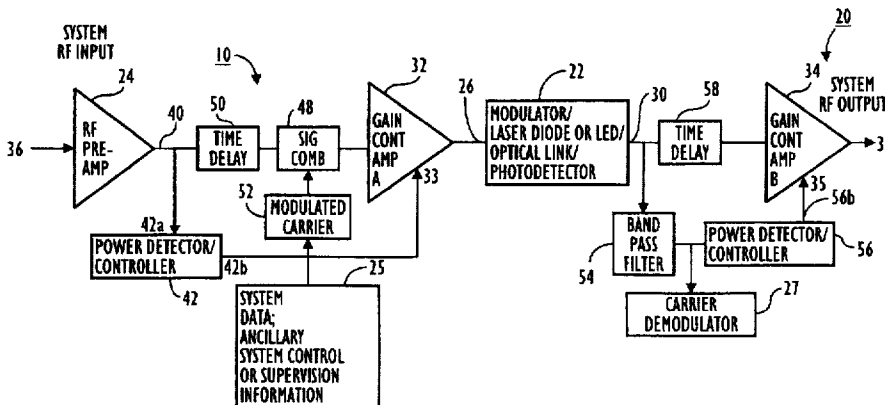 SYSTEM
RF INPUT
24
36
RF
PRE-
AMP
40
10
50
TIME
DELAY
48
SIG
COMB
52
MODULATED
CARRIER
42a
POWER DETECTOR/
CONTROLLER
42
42b
25
SYSTEM
DATA;
ANCILLARY
SYSTEM CONTROL
OR SUPERVISION
INFORMATION
32
GAIN
CONT
AMP
A
33
26
22
MODULATOR/
LASER DIODE OR LED/
OPTICAL LINK/
PHOTODETECTOR
30
58
TIME
DELAY
20
34
SYSTEM
RF OUTPUT
GAIN
CONT
AMP
B
3
35
56b
54
BAND
PASS
FILTER
POWER DETECTOR/
CONTROLLER
56
27
CARRIER
DEMODULATOR